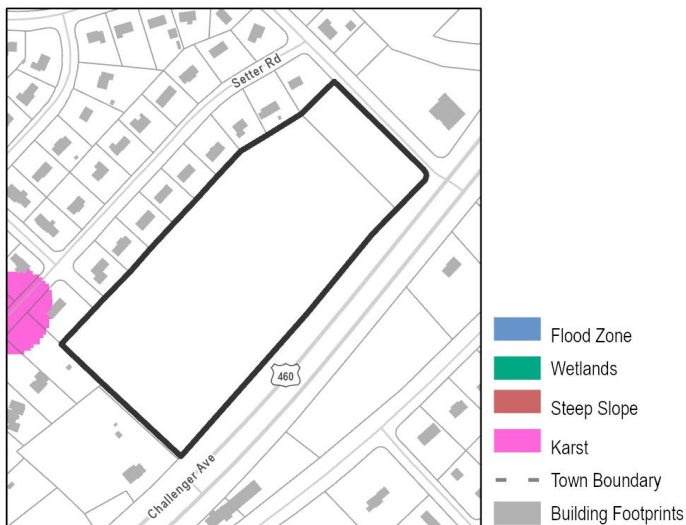 Setter Rd
460
Challenger Ave
Flood Zone
Wetlands
Steep Slope
Karst
Town Boundary
Building Footprints